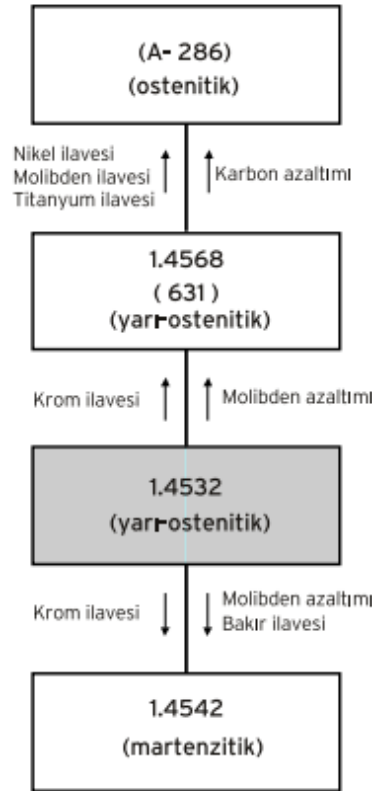 (A- 286)
(ostenitik)
Nikel ilavesi
Molibden ilavesi
Titanyum ilavesi
Karbon azaltımı
1.4568
( 631 )
(yarı-ostenitik)
Krom ilavesi
Molibden azaltımı
1.4532
(yarı-ostenitik)
Krom ilavesi
Molibden azaltımı
Bakır ilavesi
1.4542
(martenzitik)